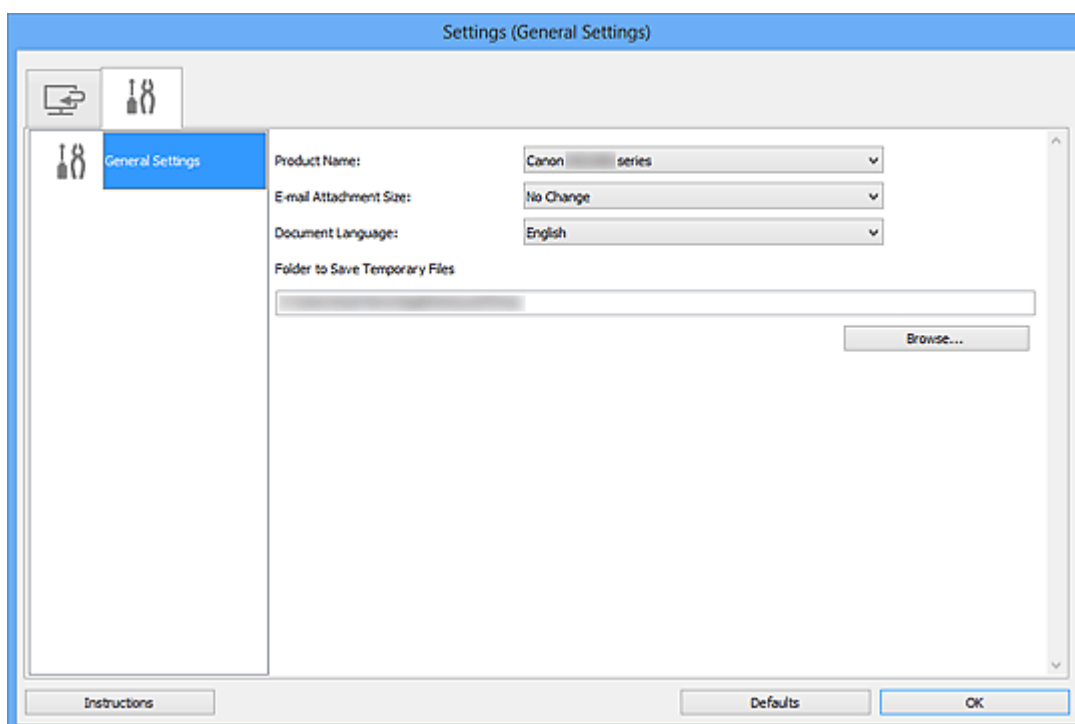 Settings (General Settings)
General Settings
Product Name: Canon series
E-mail Attachment Size: No Change
Document Language: English
Folder to Save Temporary Files
Browse...
Instructions Defaults OK